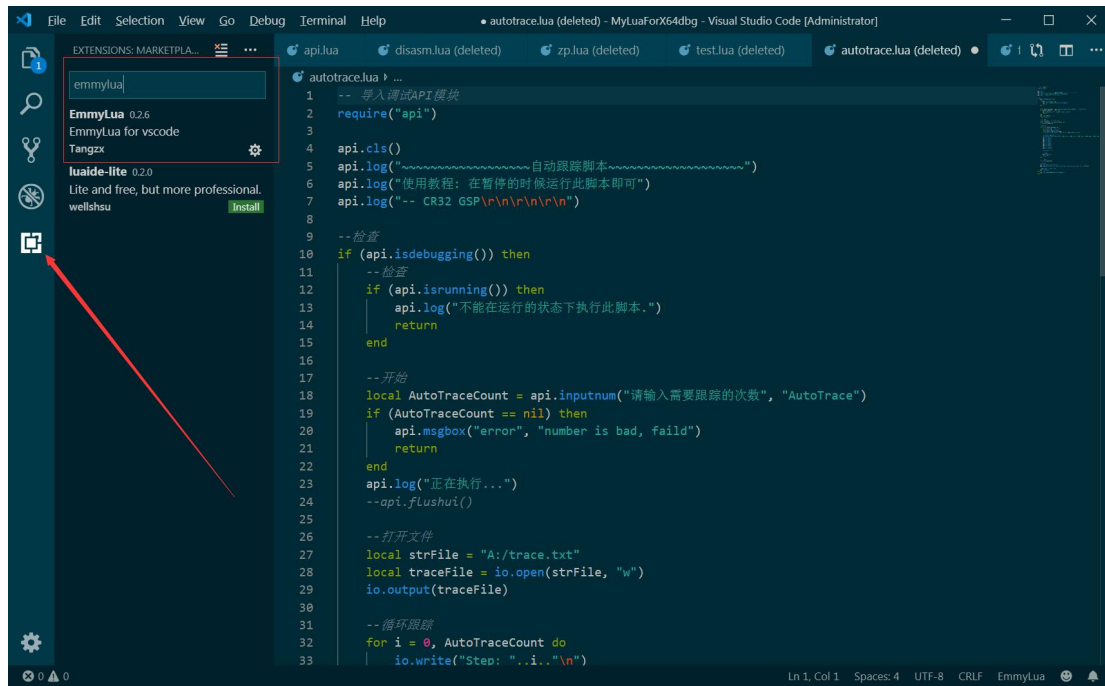 File Edit Selection View Go Debug Terminal Help
● autotrace.lua (deleted) - MyLuaForX64dbg - Visual Studio Code [Administrator]
EXTENSIONS: MARKETPLA...
api.lua
disasm.lua (deleted)
zp.lua (deleted)
test.lua (deleted)
autotrace.lua (deleted) ●
1
emmylua
EmmyLua 0.2.6
EmmyLua for vscode
Tangzx
luaide-lite 0.2.0
Lite and free, but more professional.
wellshsu
Install
autotrace.lua ▸ ...
1 -- 导入调试API模块
2 require("api")
3
4 api.cls()
5 api.log("~~~~~~~~~~~~~~~~~~自动跟踪脚本~~~~~~~~~~~~~~~~~~~")
6 api.log("使用教程: 在暂停的时候运行此脚本即可")
7 api.log("-- CR32 GSP\r\n\r\n\r\n")
8
9 --检查
10 if (api.isdebugging()) then
11 --检查
12 if (api.isrunning()) then
13 api.log("不能在运行的状态下执行此脚本.")
14 return
15 end
16
17 --开始
18 local AutoTraceCount = api.inputnum("请输入需要跟踪的次数", "AutoTrace")
19 if (AutoTraceCount == nil) then
20 api.msgbox("error", "number is bad, faild")
21 return
22 end
23 api.log("正在执行...")
24 --api.flushui()
25
26 --打开文件
27 local strFile = "A:/trace.txt"
28 local traceFile = io.open(strFile, "w")
29 io.output(traceFile)
30
31 --循环跟踪
32 for i = 0, AutoTraceCount do
33 io.write("Step: "..i.."\n")
0 0
Ln 1, Col 1 Spaces: 4 UTF-8 CRLF EmmyLua